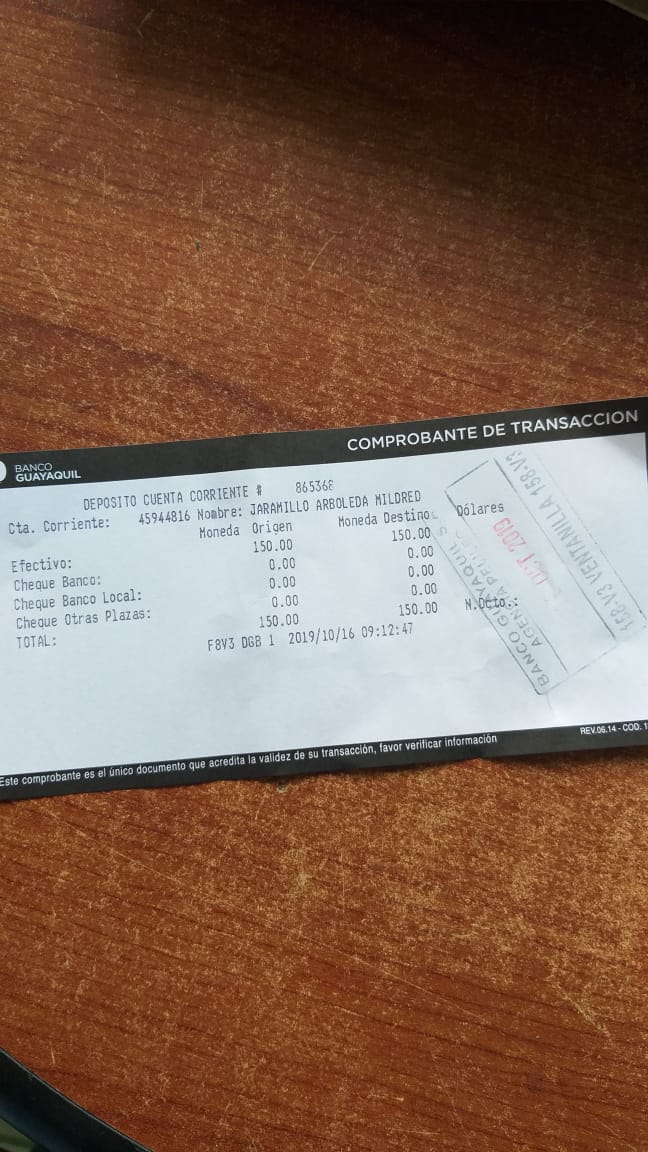 BANCO
GUAYAQUIL
COMPROBANTE DE TRANSACCION
DEPOSITO CUENTA CORRIENTE # 865368
Cta. Corriente: 45944816 Nombre: JARAMILLO ARBOLEDA MILDRED
Moneda Origen Moneda Destino Dólares
Efectivo: 150.00 150.00
Cheque Banco: 0.00 0.00
Cheque Banco Local: 0.00 0.00
Cheque Otras Plazas: 0.00 0.00
TOTAL: 150.00 150.00 N.Dcto.:
F8V3 DGB 1 2019/10/16 09:12:47
BANCO GUAYAQUIL S
AGENCIA
OCT 2019
158-V3 VENTANILLA 158-V3
Este comprobante es el único documento que acredita la validez de su transacción, favor verificar información
REV.06.14 - COD. 1